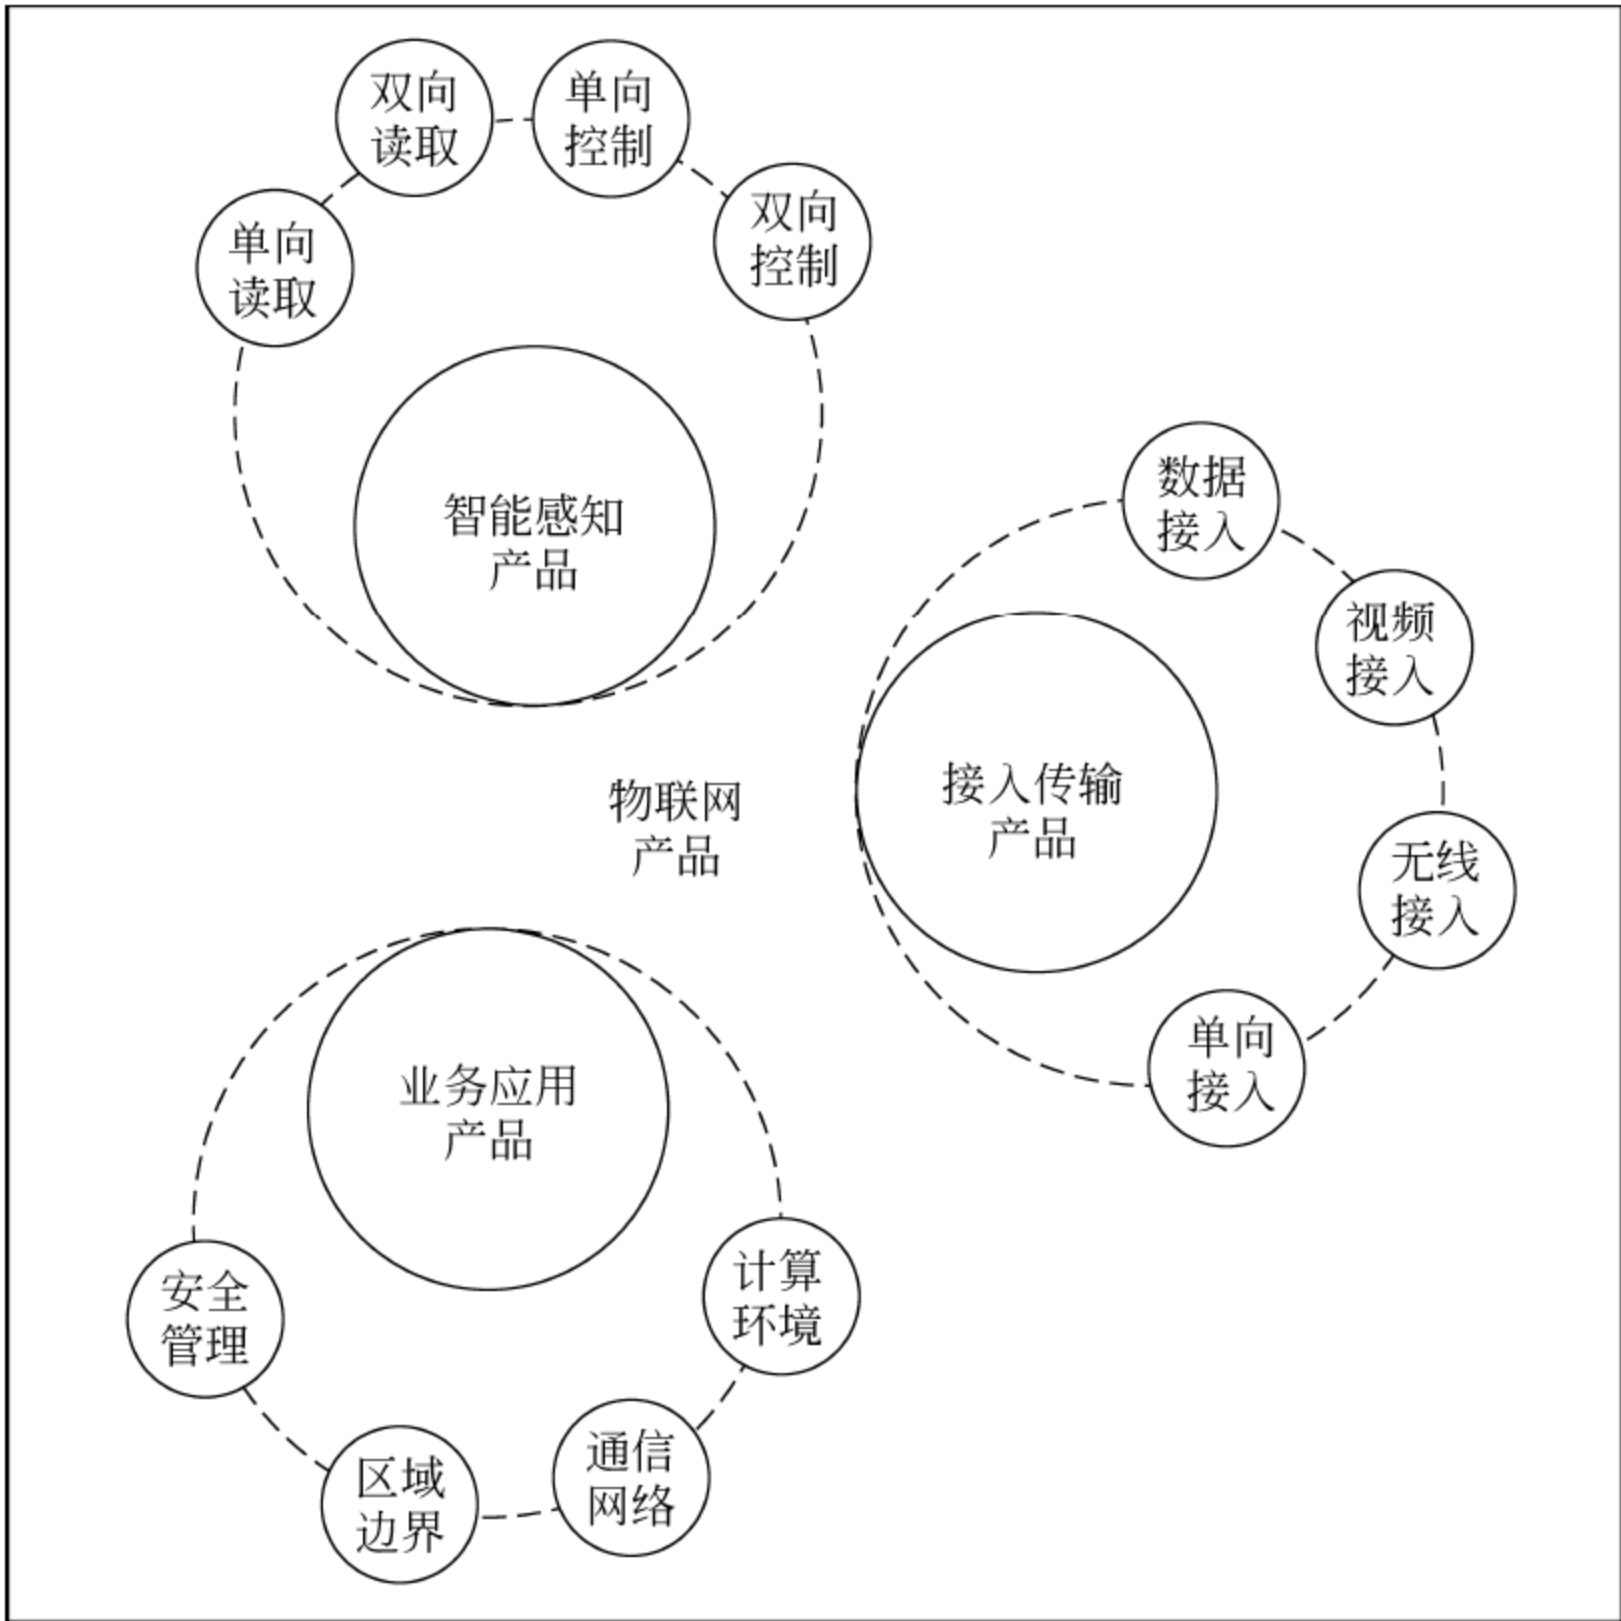 双向
读取
单向
控制
双向
控制
单向
读取
智能感知
产品
数据
接入
视频
接入
无线
接入
单向
接入
接入传输
产品
物联网
产品
业务应用
产品
计算
环境
通信
网络
区域
边界
安全
管理